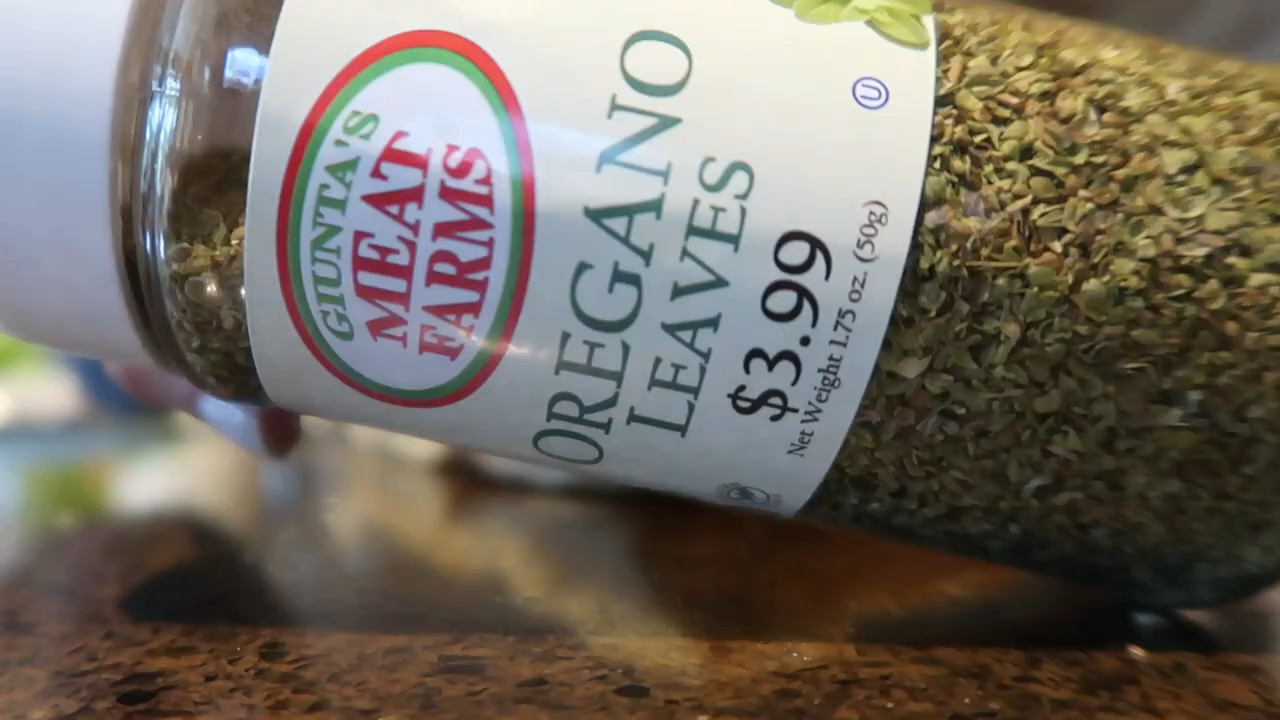 GIUNTA'S
MEAT
FARMS
OREGANO
LEAVES
$3.99
Net Weight 1.75 oz. (50g)
U